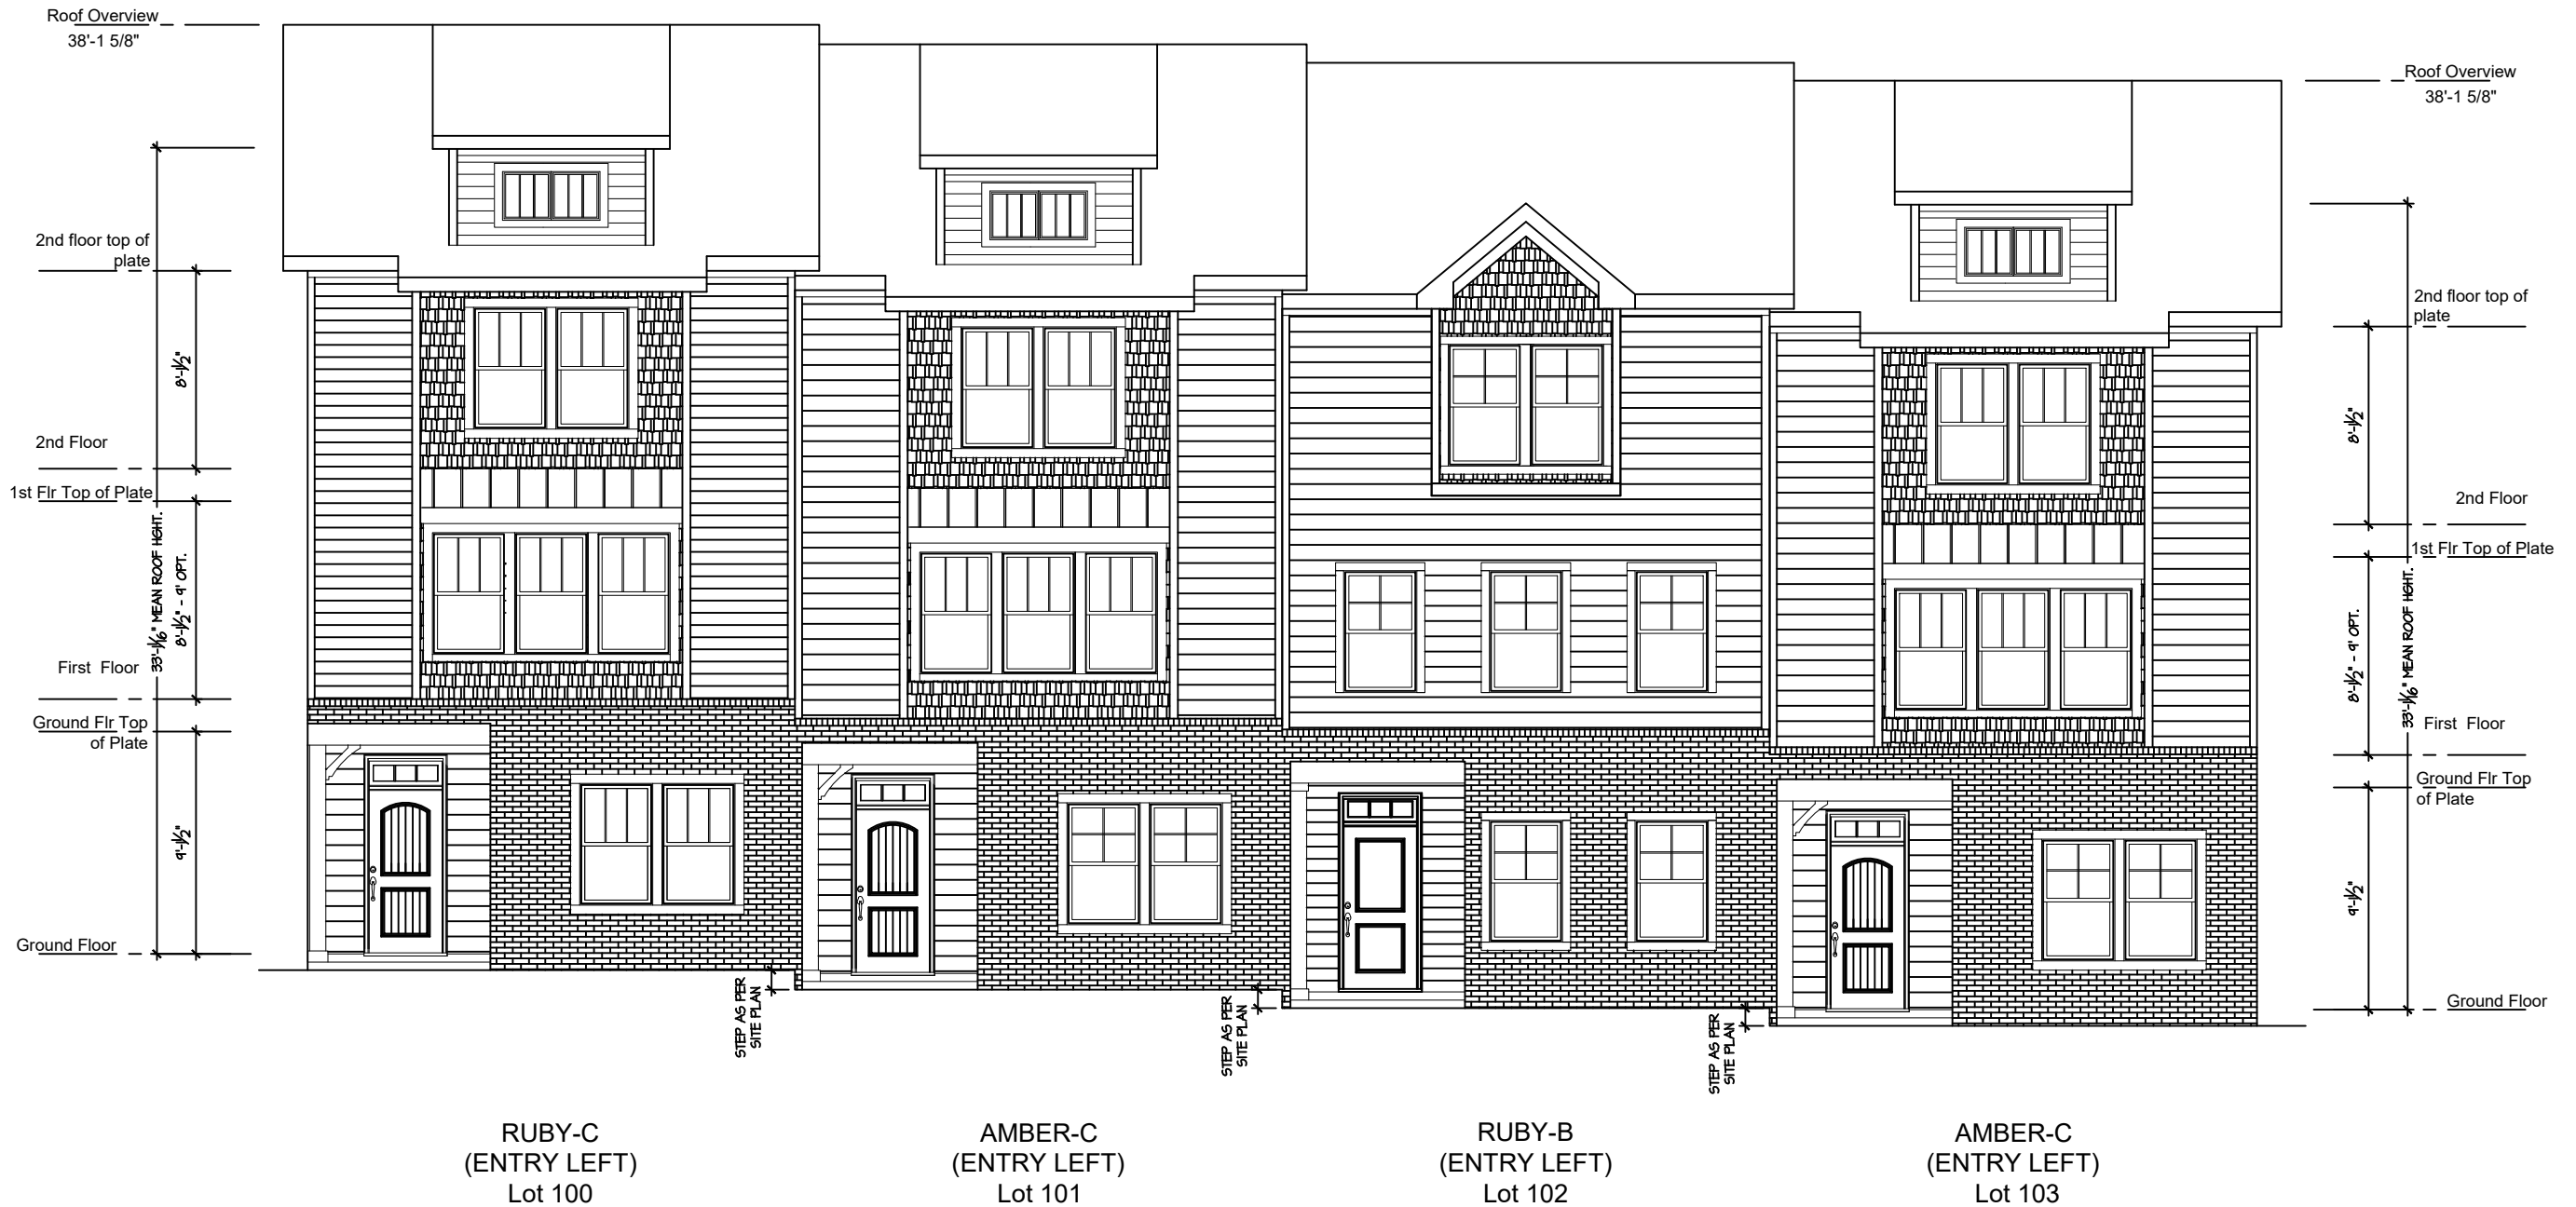 Roof Overview
38'-1 5/8"
2nd floor top of
plate
8'-1½"
2nd Floor
1st Flr Top of Plate
33'-1/16" MEAN ROOF HGHT.
8'-1½" - 9' OPT.
First Floor
Ground Flr Top
of Plate
9'-1½"
Ground Floor
STEP AS PER
SITE PLAN
STEP AS PER
SITE PLAN
STEP AS PER
SITE PLAN
Roof Overview
38'-1 5/8"
2nd floor top of
plate
8'-1½"
2nd Floor
1st Flr Top of Plate
33'-1/16" MEAN ROOF HGHT.
8'-1½" - 9' OPT.
First Floor
Ground Flr Top
of Plate
9'-1½"
Ground Floor
RUBY-C
(ENTRY LEFT)
Lot 100
AMBER-C
(ENTRY LEFT)
Lot 101
RUBY-B
(ENTRY LEFT)
Lot 102
AMBER-C
(ENTRY LEFT)
Lot 103